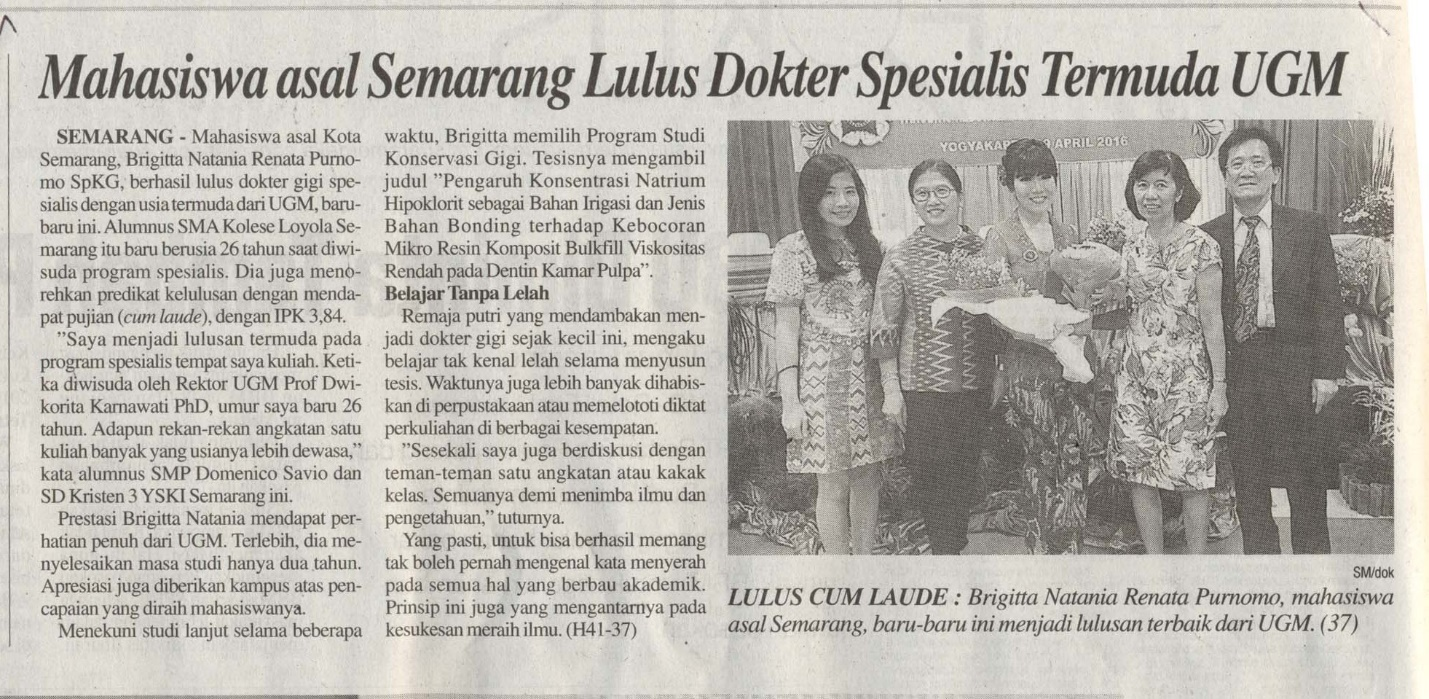 Mahasiswa asal Semarang Lulus Dokter Spesialis Termuda UGM
SEMARANG - Mahasiswa asal Kota
Semarang, Brigitta Natania Renata Purno-
mo SpKG, berhasil lulus dokter gigi spe-
sialis dengan usia termuda dari UGM, baru-
baru ini. Alumnus SMA Kolese Loyola Se-
marang itu baru berusia 26 tahun saat diwi-
suda program spesialis. Dia juga meno-
rehkan predikat kelulusan dengan menda-
pat pujian (cum laude), dengan IPK 3,84.
”Saya menjadi lulusan termuda pada
program spesialis tempat saya kuliah. Keti-
ka diwisuda oleh Rektor UGM Prof Dwi-
korita Karnawati PhD, umur saya baru 26
tahun. Adapun rekan-rekan angkatan satu
kuliah banyak yang usianya lebih dewasa,”
kata alumnus SMP Domenico Savio dan
SD Kristen 3 YSKI Semarang ini.
Prestasi Brigitta Natania mendapat per-
hatian penuh dari UGM. Terlebih, dia me-
nyelesaikan masa studi hanya dua tahun.
Apresiasi juga diberikan kampus atas pen-
capaian yang diraih mahasiswanya.
Menekuni studi lanjut selama beberapa
waktu, Brigitta memilih Program Studi
Konservasi Gigi. Tesisnya mengambil
judul ”Pengaruh Konsentrasi Natrium
Hipoklorit sebagai Bahan Irigasi dan Jenis
Bahan Bonding terhadap Kebocoran
Mikro Resin Komposit Bulkfill Viskositas
Rendah pada Dentin Kamar Pulpa”.
Belajar Tanpa Lelah
Remaja putri yang mendambakan men-
jadi dokter gigi sejak kecil ini, mengaku
belajar tak kenal lelah selama menyusun
tesis. Waktunya juga lebih banyak dihabis-
kan di perpustakaan atau memelototi diktat
perkuliahan di berbagai kesempatan.
”Sesekali saya juga berdiskusi dengan
teman-teman satu angkatan atau kakak
kelas. Semuanya demi menimba ilmu dan
pengetahuan,” tuturnya.
Yang pasti, untuk bisa berhasil memang
tak boleh pernah mengenal kata menyerah
pada semua hal yang berbau akademik.
Prinsip ini juga yang mengantarnya pada
kesuksesan meraih ilmu. (H41-37)
APRIL 2016
SM/dok
LULUS CUM LAUDE : Brigitta Natania Renata Purnomo, mahasiswa
asal Semarang, baru-baru ini menjadi lulusan terbaik dari UGM. (37)